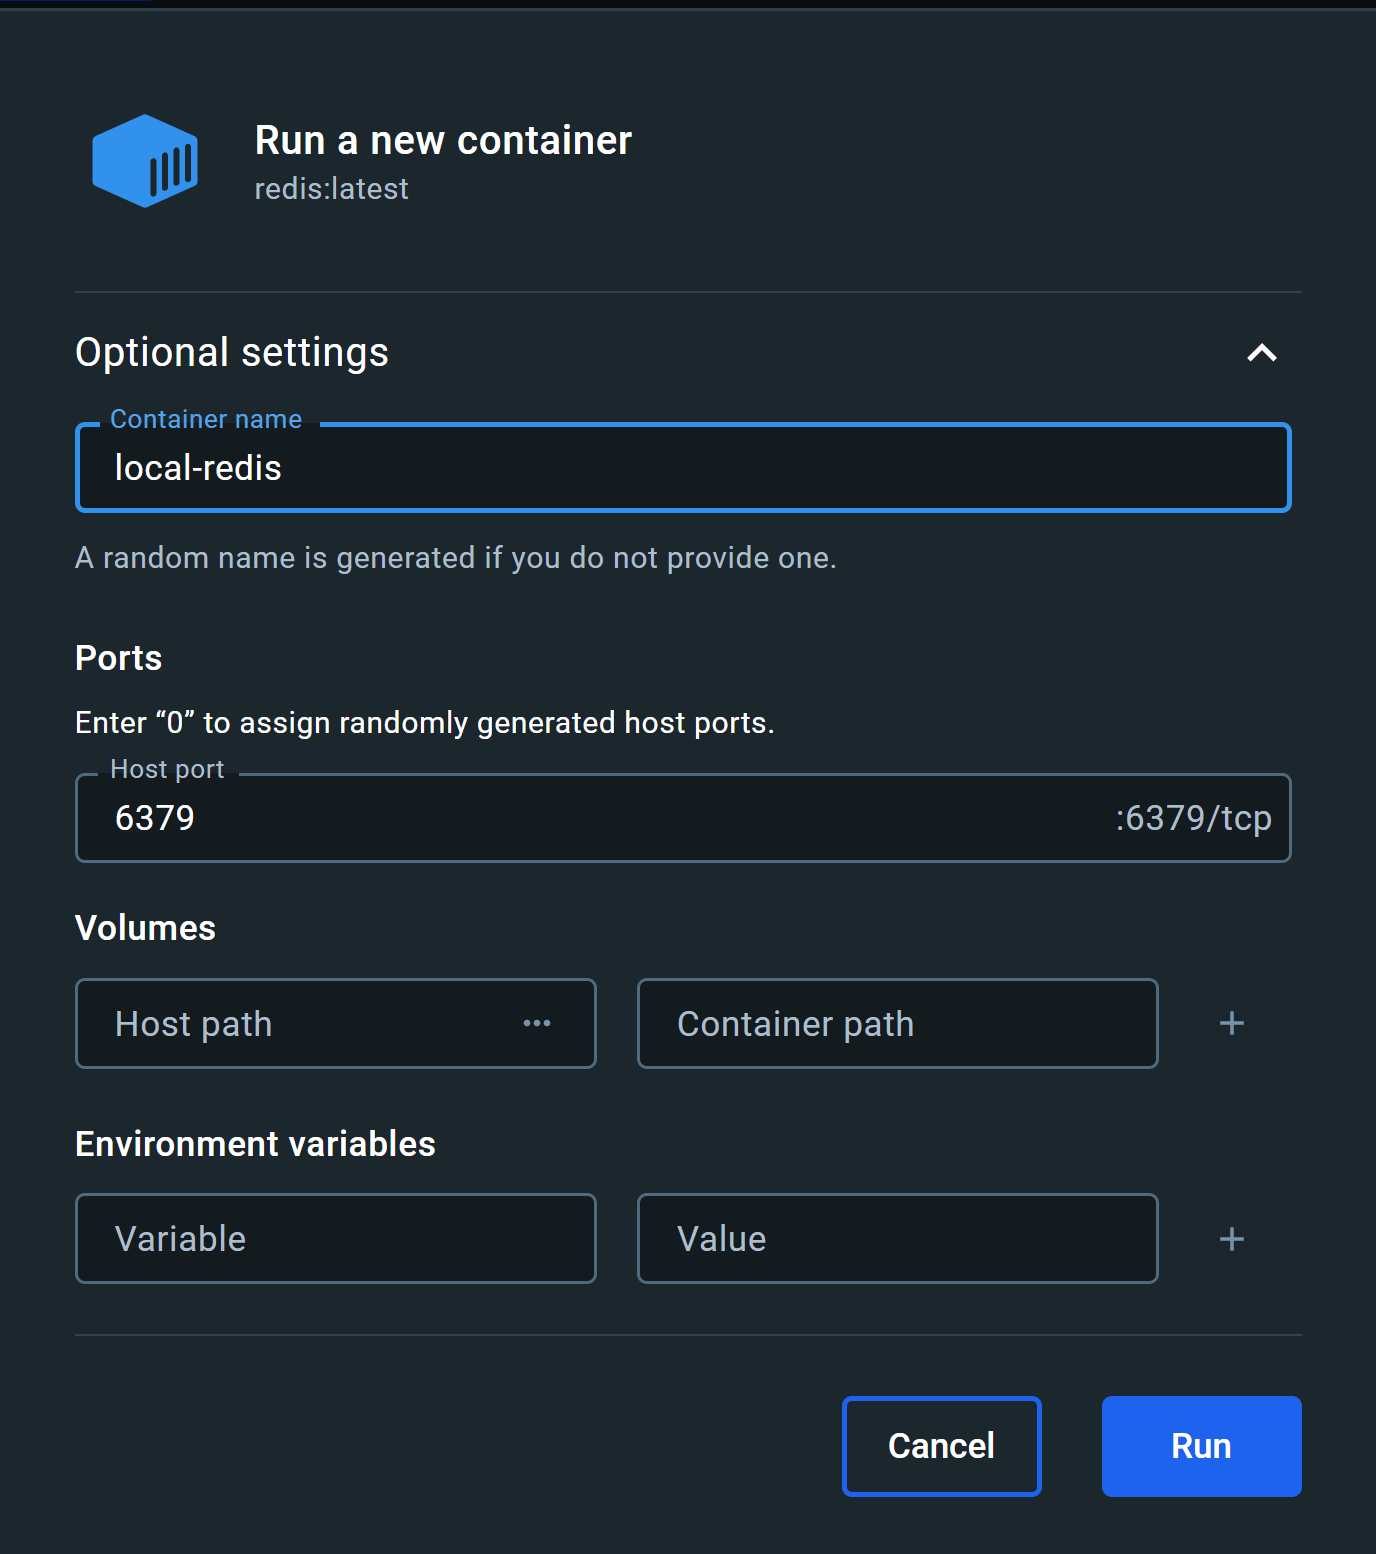 Run a new container
redis:latest
Optional settings
Container name
local-redis
A random name is generated if you do not provide one.
Ports
Enter “0” to assign randomly generated host ports.
Host port
6379 :6379/tcp
Volumes
Host path ••• Container path +
Environment variables
Variable Value +
Cancel Run